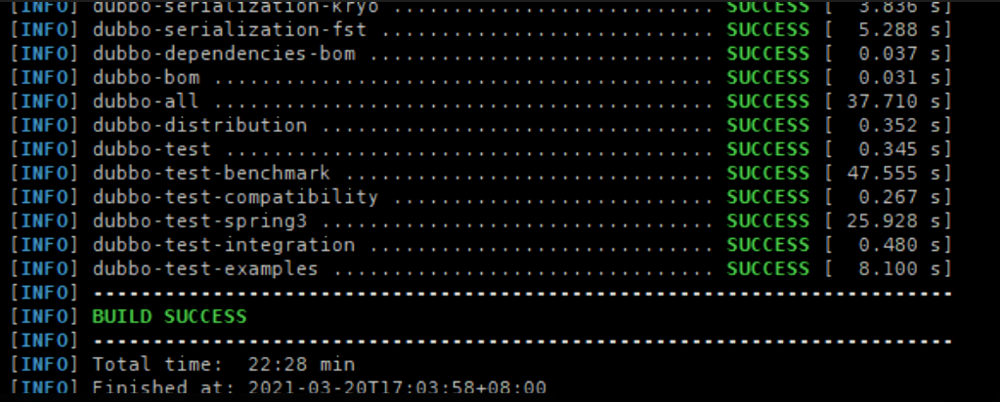 [INFO] dubbo-serialization-kryo ............................ SUCCESS [  3.836 s]
[INFO] dubbo-serialization-fst ............................. SUCCESS [  5.288 s]
[INFO] dubbo-dependencies-bom .............................. SUCCESS [  0.037 s]
[INFO] dubbo-bom ........................................... SUCCESS [  0.031 s]
[INFO] dubbo-all ........................................... SUCCESS [ 37.710 s]
[INFO] dubbo-distribution .................................. SUCCESS [  0.352 s]
[INFO] dubbo-test .......................................... SUCCESS [  0.345 s]
[INFO] dubbo-test-benchmark ................................ SUCCESS [ 47.555 s]
[INFO] dubbo-test-compatibility ............................ SUCCESS [  0.267 s]
[INFO] dubbo-test-spring3 .................................. SUCCESS [ 25.928 s]
[INFO] dubbo-test-integration .............................. SUCCESS [  0.480 s]
[INFO] dubbo-test-examples ................................. SUCCESS [  8.100 s]
[INFO] ------------------------------------------------------------------------
[INFO] BUILD SUCCESS
[INFO] ------------------------------------------------------------------------
[INFO] Total time:  22:28 min
[INFO] Finished at: 2021-03-20T17:03:58+08:00